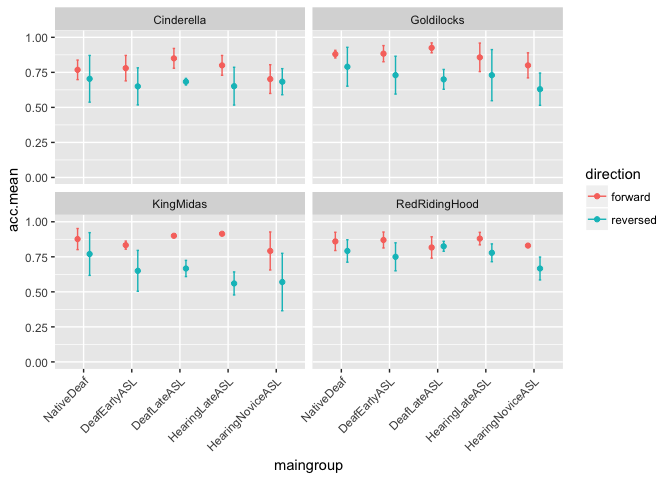 Cinderella
Goldilocks
1.00
0.75
0.50
0.25
0.00
acc.mean
KingMidas
RedRidingHood
1.00
0.75
0.50
0.25
0.00
NativeDeaf
DeafEarlyASL
DeafLateASL
HearingLateASL
HearingNoviceASL
NativeDeaf
DeafEarlyASL
DeafLateASL
HearingLateASL
HearingNoviceASL
maingroup
direction
forward
reversed